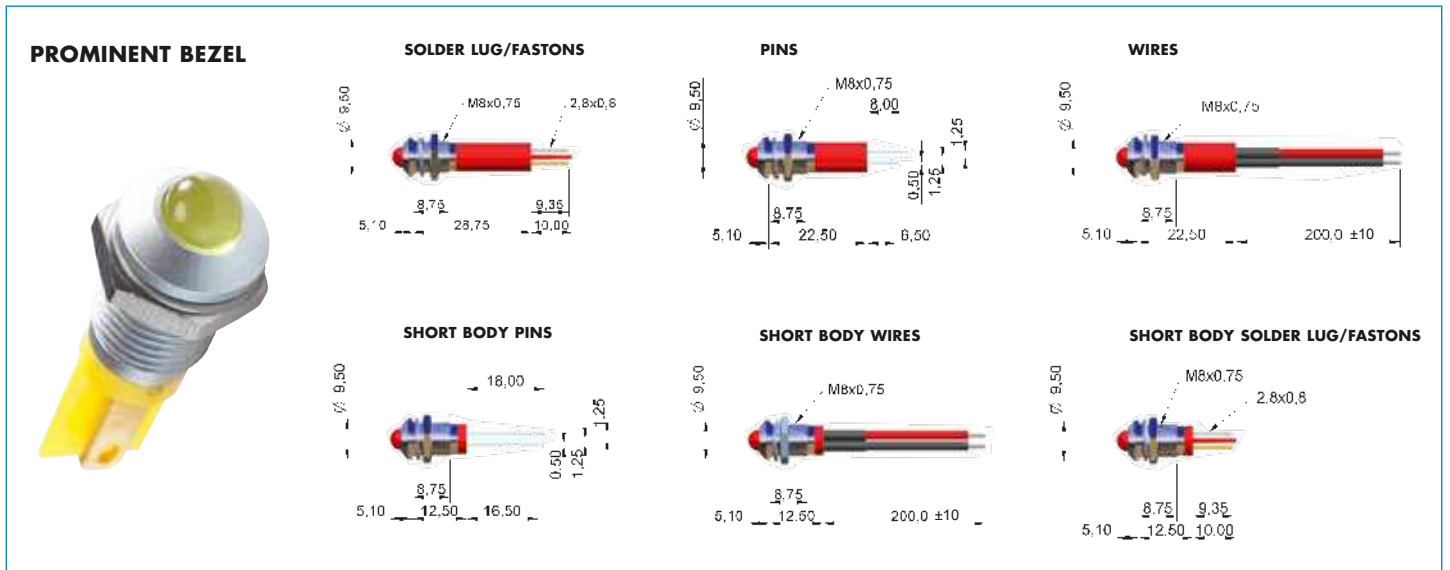 PROMINENT BEZEL
SOLDER LUG/FASTONS
Ø 9,50
M8x0,75
2,8x0,8
8,75
9,35
5,10
28,75
10,00
PINS
Ø 9,50
M8x0,75
8,00
1,25
0,50
1,25
8,75
5,10
22,50
6,50
WIRES
Ø 9,50
M8x0,75
8,75
5,10
22,50
200,0 ±10
SHORT BODY PINS
Ø 9,50
18,00
1,25
0,50
1,25
8,75
5,10
12,50
16,50
SHORT BODY WIRES
Ø 9,50
M8x0,75
8,75
5,10
12,50
200,0 ±10
SHORT BODY SOLDER LUG/FASTONS
Ø 9,50
M8x0,75
2,8x0,8
8,75
9,35
5,10
12,50
10,00